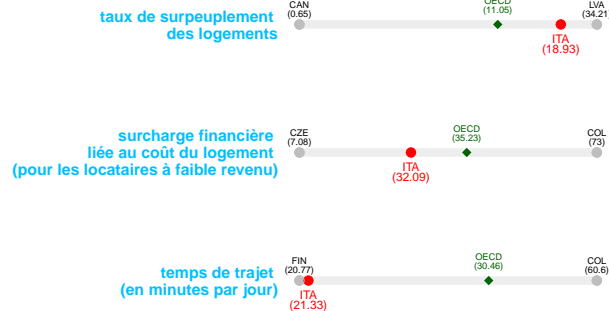 CAN
(0.65)
OECD
(11.05)
LVA
(34.21)
taux de surpeuplement
des logements
ITA
(18.93)
CZE
(7.08)
OECD
(35.23)
COL
(73)
surcharge financière
liée au coût du logement
(pour les locataires à faible revenu)
ITA
(32.09)
FIN
(20.77)
OECD
(30.46)
COL
(60.6)
temps de trajet
(en minutes par jour)
ITA
(21.33)